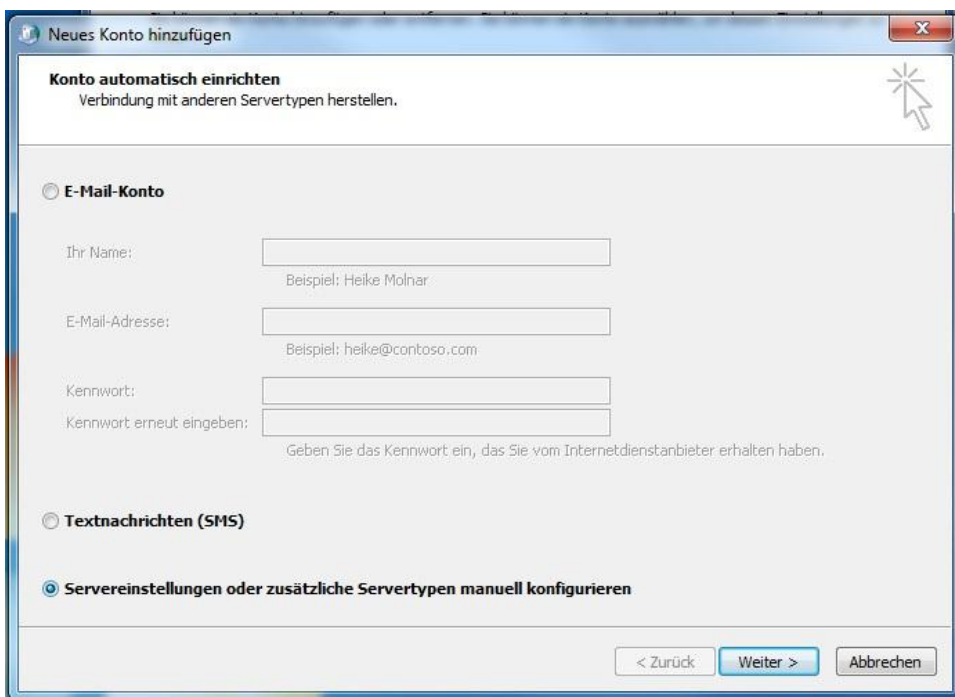 Neues Konto hinzufügen
Konto automatisch einrichten
Verbindung mit anderen Servertypen herstellen.
E-Mail-Konto
Ihr Name:
Beispiel: Heike Molnar
E-Mail-Adresse:
Beispiel: heike@contoso.com
Kennwort:
Kennwort erneut eingeben:
Geben Sie das Kennwort ein, das Sie vom Internetdienstanbieter erhalten haben.
Textnachrichten (SMS)
Servereinstellungen oder zusätzliche Servertypen manuell konfigurieren
< Zurück Weiter > Abbrechen